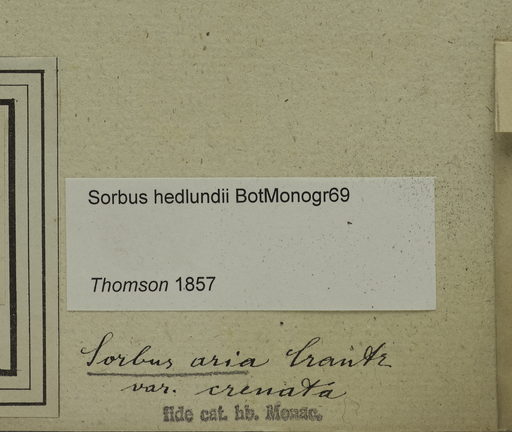 Sorbus hedlundii BotMonogr69
Thomson 1857
Sorbus aria Crantz
var. crenata
fide cat. hb. Monac.